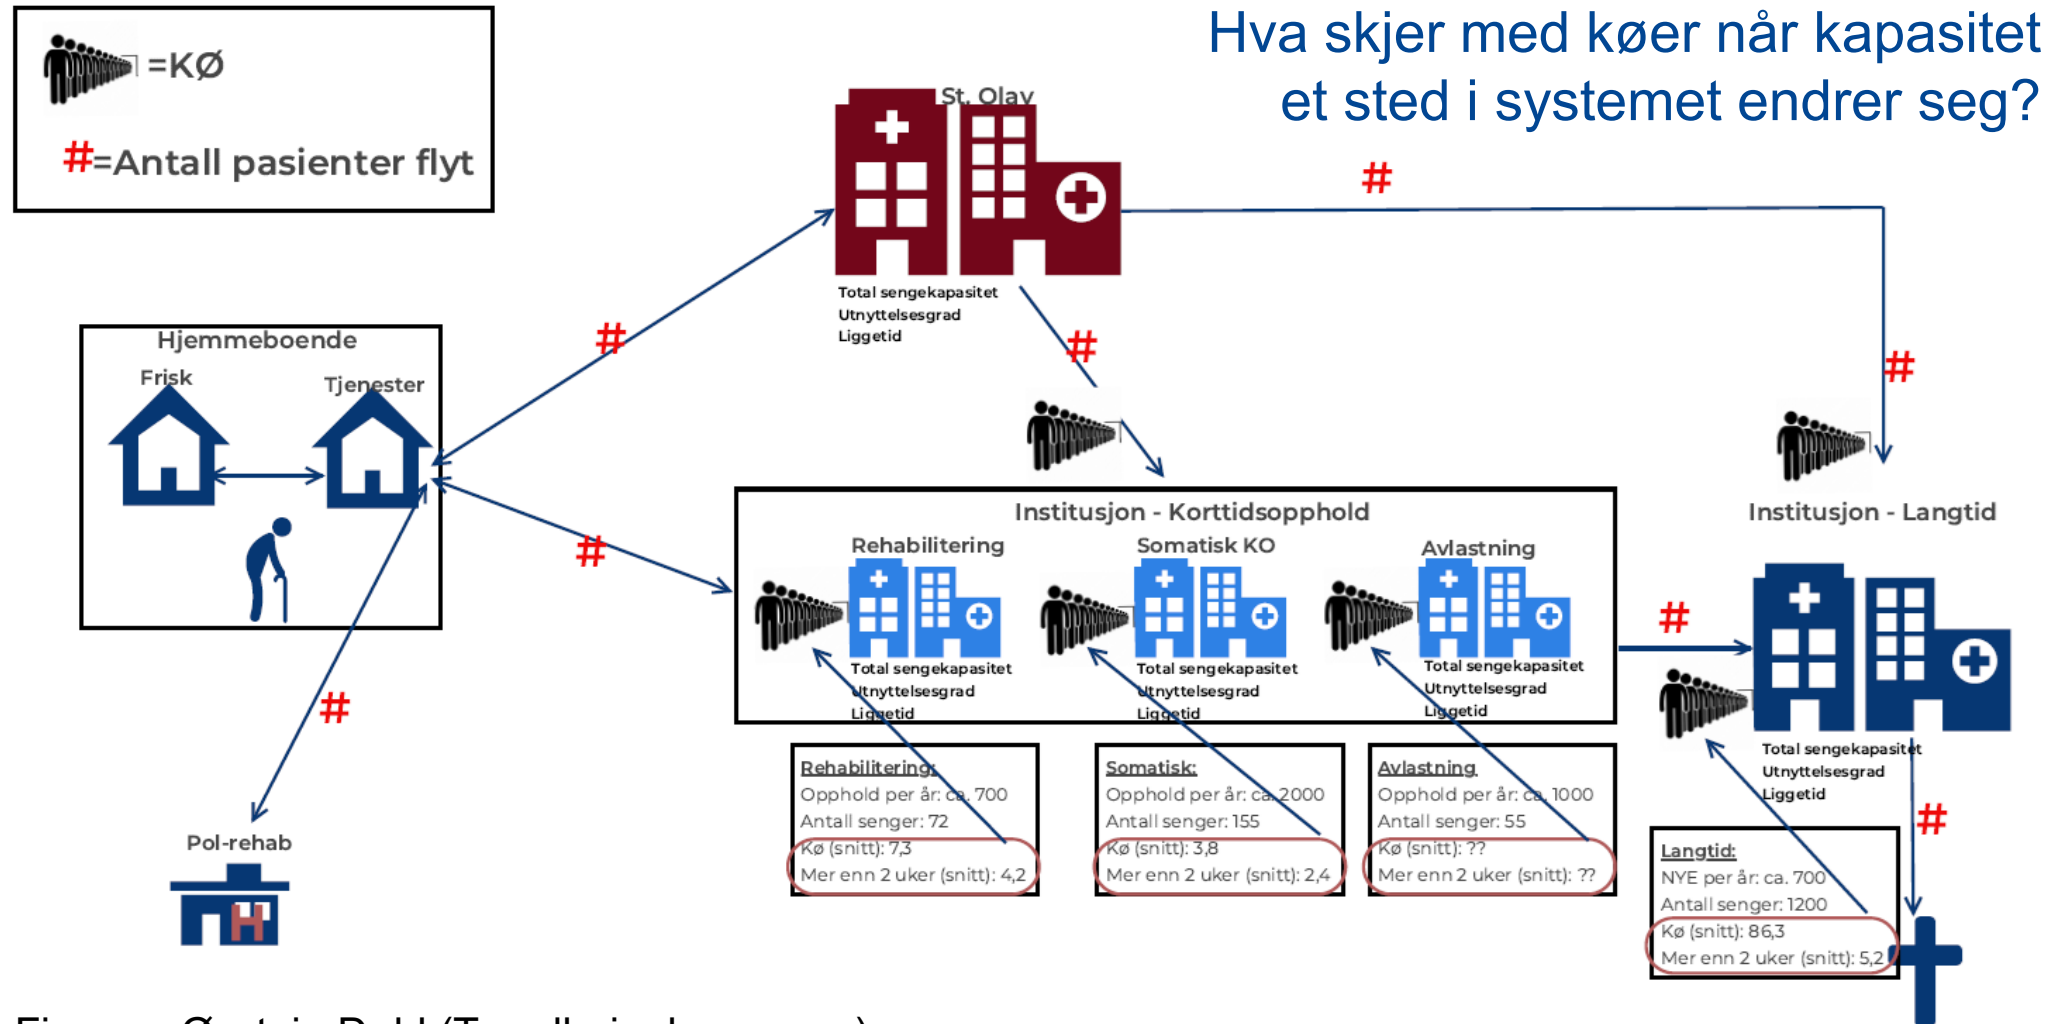 =KØ
#=Antall pasienter flyt
Hva skjer med køer når kapasitet
et sted i systemet endrer seg?
St. Olav
#
Total sengekapasitet
Utnyttelsesgrad
Liggetid
#
#
#
Hjemmeboende
Frisk
Tjenester
#
#
Pol-rehab
H
Institusjon - Korttidsopphold
Rehabilitering
Somatisk KO
Avlastning
Total sengekapasitet
Utnyttelsesgrad
Liggetid
Total sengekapasitet
Utnyttelsesgrad
Liggetid
Total sengekapasitet
Utnyttelsesgrad
Liggetid
#
Institusjon - Langtid
Total sengekapasitet
Utnyttelsesgrad
Liggetid
#
Rehabilitering:
Opphold per år: ca. 700
Antall senger: 72
Kø (snitt): 7,3
Mer enn 2 uker (snitt): 4,2
Somatisk:
Opphold per år: ca. 2000
Antall senger: 155
Kø (snitt): 3,8
Mer enn 2 uker (snitt): 2,4
Avlastning
Opphold per år: ca. 1000
Antall senger: 55
Kø (snitt): ??
Mer enn 2 uker (snitt): ??
Langtid:
NYE per år: ca. 700
Antall senger: 1200
Kø (snitt): 86,3
Mer enn 2 uker (snitt): 5,2